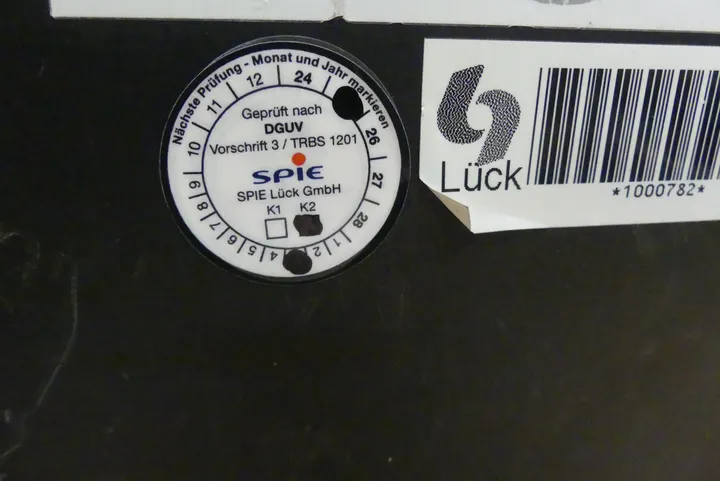 Nächste Prüfung - Monat und Jahr markieren
24
26
27
28
1
2
4
5
6
7
8
9
10
11
12
Geprüft nach
DGUV
Vorschrift 3 / TRBS 1201
SPIE
SPIE Lück GmbH
K1 K2
Lück
*1000782*